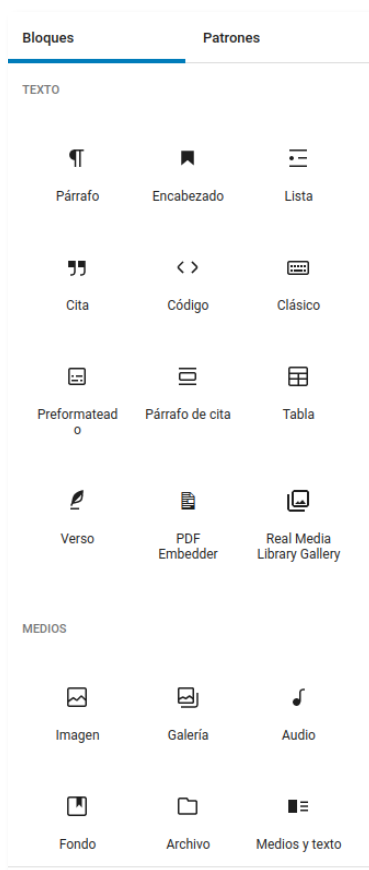 Bloques Patrones
TEXTO
Párrafo Encabezado Lista
Cita Código Clásico
Preformatead
o
Párrafo de cita Tabla
Verso
PDF
Embedder
Real Media
Library Gallery
MEDIOS
Imagen Galería Audio
Fondo Archivo Medios y texto